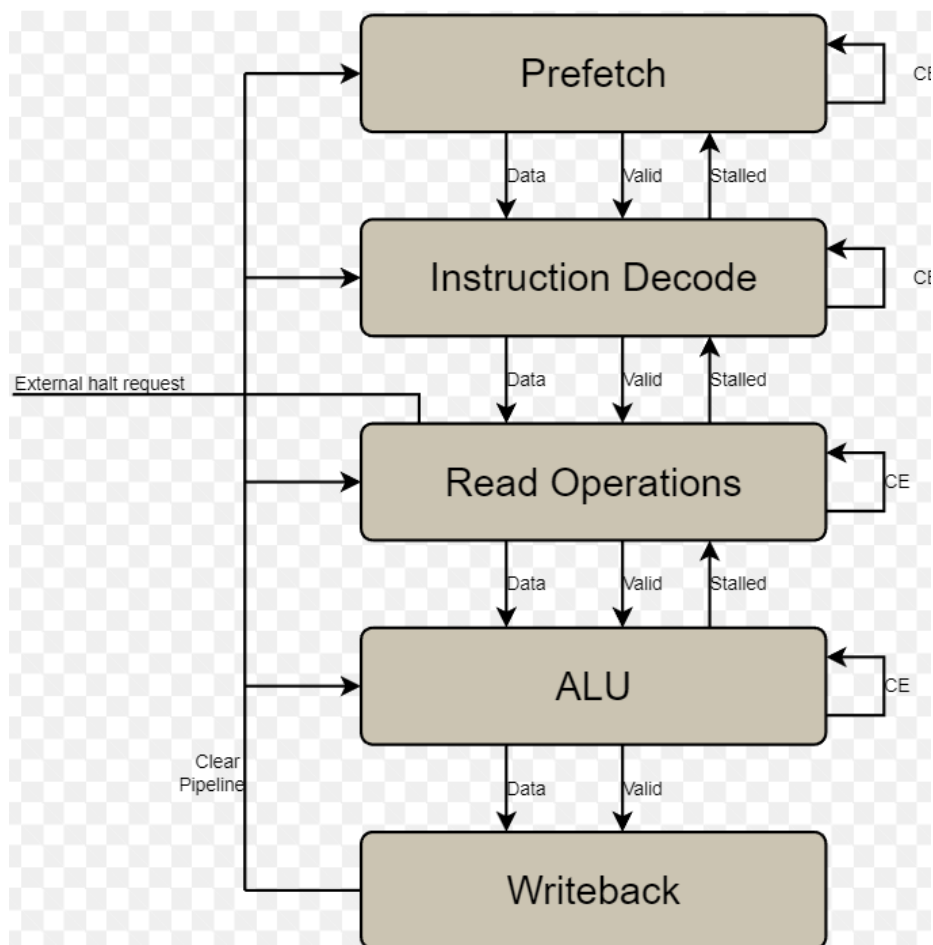 Prefetch
CE
Data
Valid
Stalled
Instruction Decode
CE
Data
Valid
Stalled
External halt request
Read Operations
CE
Data
Valid
Stalled
ALU
CE
Clear
Pipeline
Data
Valid
Writeback